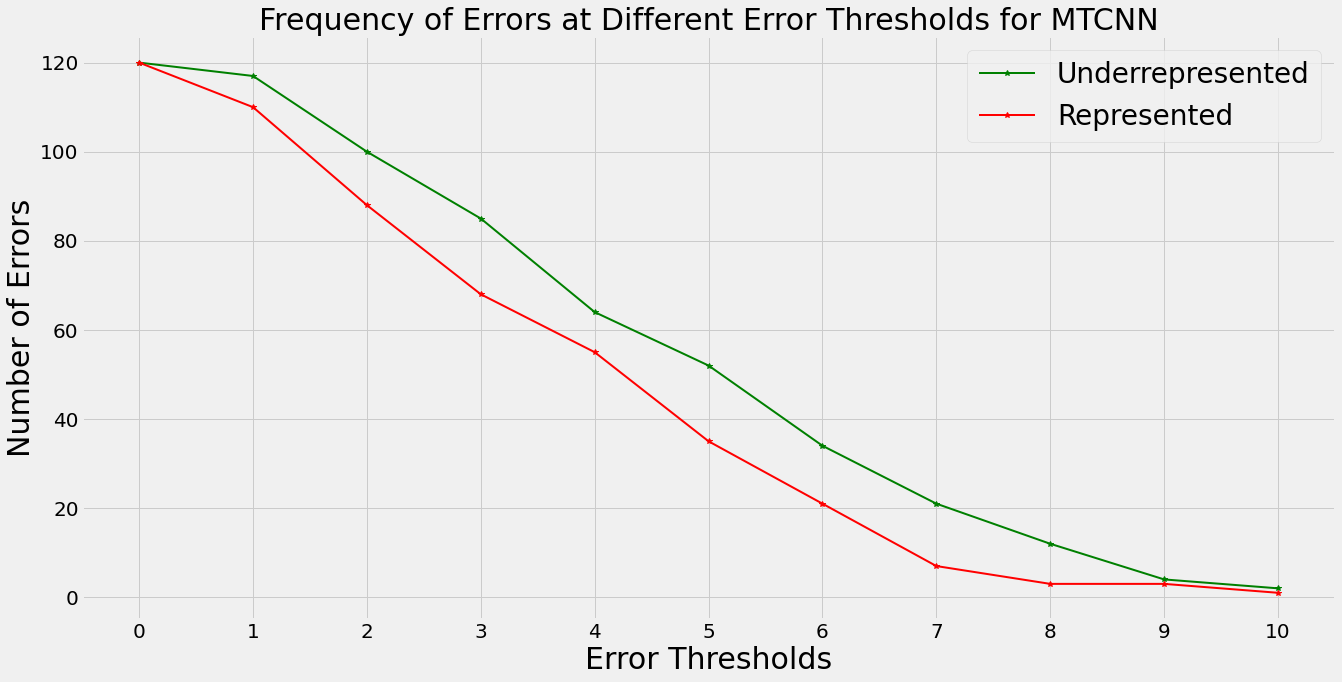 Frequency of Errors at Different Error Thresholds for MTCNN
Underrepresented
Represented
Number of Errors
120
100
80
60
40
20
0
0 1 2 3 4 5 6 7 8 9 10
Error Thresholds